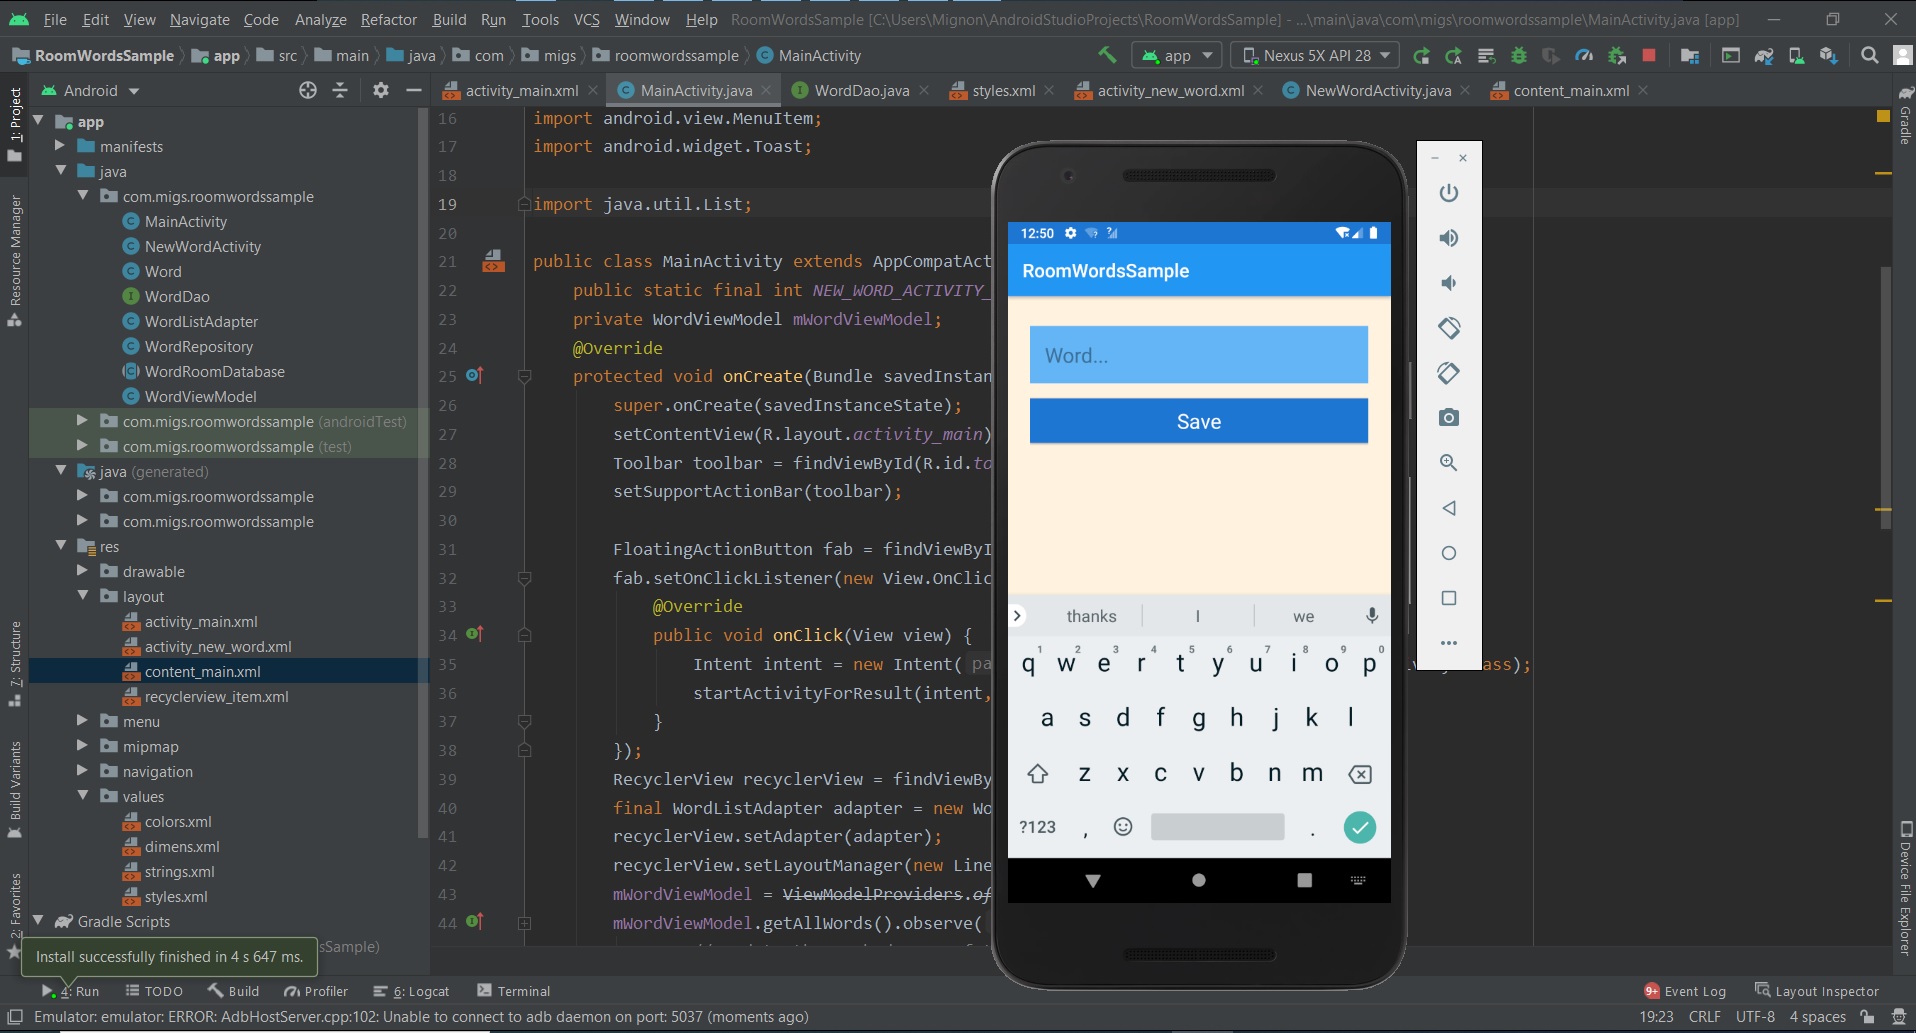 File Edit View Navigate Code Analyze Refactor Build Run Tools VCS Window Help RoomWordsSample [C:\Users\Mignon\AndroidStudioProjects\RoomWordsSample] - ...\main\java\com\migs\roomwordssample\MainActivity.java [app]
RoomWordsSample app src main java com migs roomwordssample MainActivity app Nexus 5X API 28
Android activity_main.xml MainActivity.java WordDao.java styles.xml activity_new_word.xml NewWordActivity.java content_main.xml
1: Project
Resource Manager
7: Structure
Build Variants
2: Favorites
app
manifests
java
com.migs.roomwordssample
MainActivity
NewWordActivity
Word
WordDao
WordListAdapter
WordRepository
WordRoomDatabase
WordViewModel
com.migs.roomwordssample (androidTest)
com.migs.roomwordssample (test)
java (generated)
com.migs.roomwordssample
com.migs.roomwordssample
res
drawable
layout
activity_main.xml
activity_new_word.xml
content_main.xml
recyclerview_item.xml
menu
mipmap
navigation
values
colors.xml
dimens.xml
strings.xml
styles.xml
Gradle Scripts
sSample)
Install successfully finished in 4 s 647 ms.
16 import android.view.MenuItem;
17 import android.widget.Toast;
18
19 import java.util.List;
20
21 public class MainActivity extends AppCompatAct
22 public static final int NEW_WORD_ACTIVITY_
23 private WordViewModel mWordViewModel;
24 @Override
25 protected void onCreate(Bundle savedInstan
26 super.onCreate(savedInstanceState);
27 setContentView(R.layout.activity_main)
28 Toolbar toolbar = findViewById(R.id.to
29 setSupportActionBar(toolbar);
30
31 FloatingActionButton fab = findViewByI
32 fab.setOnClickListener(new View.OnClic
33 @Override
34 public void onClick(View view) {
35 Intent intent = new Intent( pa ass);
36 startActivityForResult(intent,
37 }
38 });
39 RecyclerView recyclerView = findViewBy
40 final WordListAdapter adapter = new Wo
41 recyclerView.setAdapter(adapter);
42 recyclerView.setLayoutManager(new Line
43 mWordViewModel = ViewModelProviders.of
44 mWordViewModel.getAllWords().observe(
12:50
RoomWordsSample
Word...
Save
thanks I we
q1 w2 e3 r4 t5 y6 u7 i8 o9 p0
a s d f g h j k l
z x c v b n m
?123 , .
Gradle
Device File Explorer
4: Run TODO Build Profiler 6: Logcat Terminal 9+ Event Log Layout Inspector
Emulator: emulator: ERROR: AdbHostServer.cpp:102: Unable to connect to adb daemon on port: 5037 (moments ago) 19:23 CRLF UTF-8 4 spaces